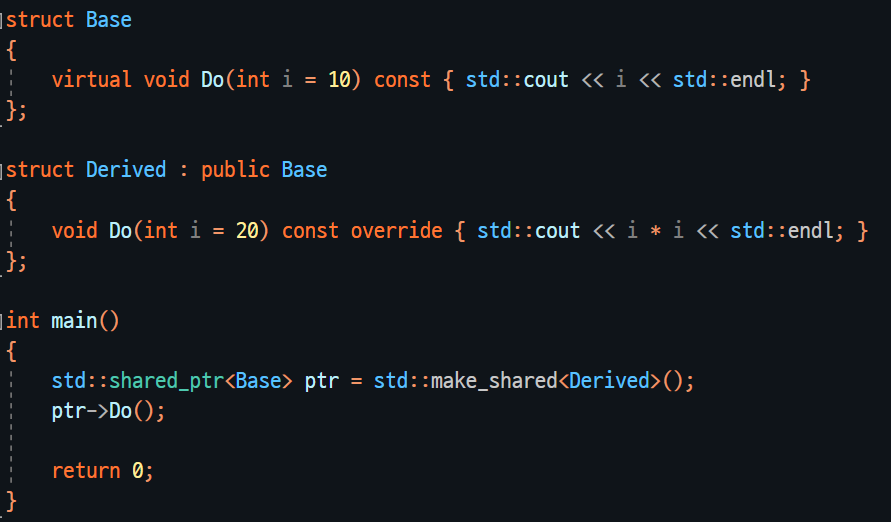 struct Base
{
    virtual void Do(int i = 10) const { std::cout << i << std::endl; }
};

struct Derived : public Base
{
    void Do(int i = 20) const override { std::cout << i * i << std::endl; }
};

int main()
{
    std::shared_ptr<Base> ptr = std::make_shared<Derived>();
    ptr->Do();

    return 0;
}